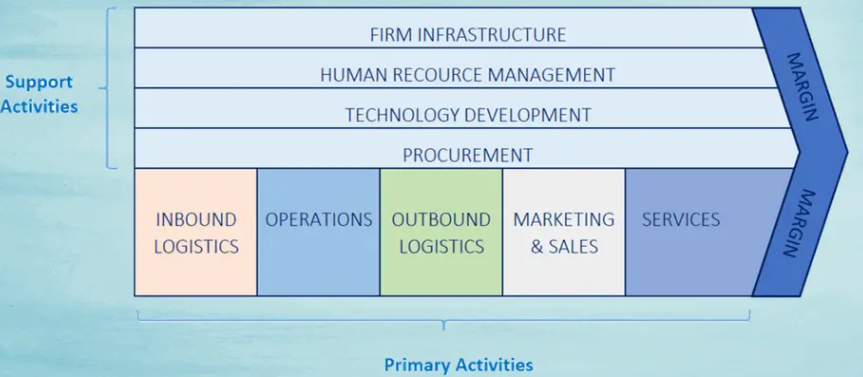 FIRM INFRASTRUCTURE
HUMAN RECOURCE MANAGEMENT
TECHNOLOGY DEVELOPMENT
PROCUREMENT
Support
Activities
MARGIN
MARGIN
INBOUND
LOGISTICS
OPERATIONS
OUTBOUND
LOGISTICS
MARKETING
& SALES
SERVICES
Primary Activities